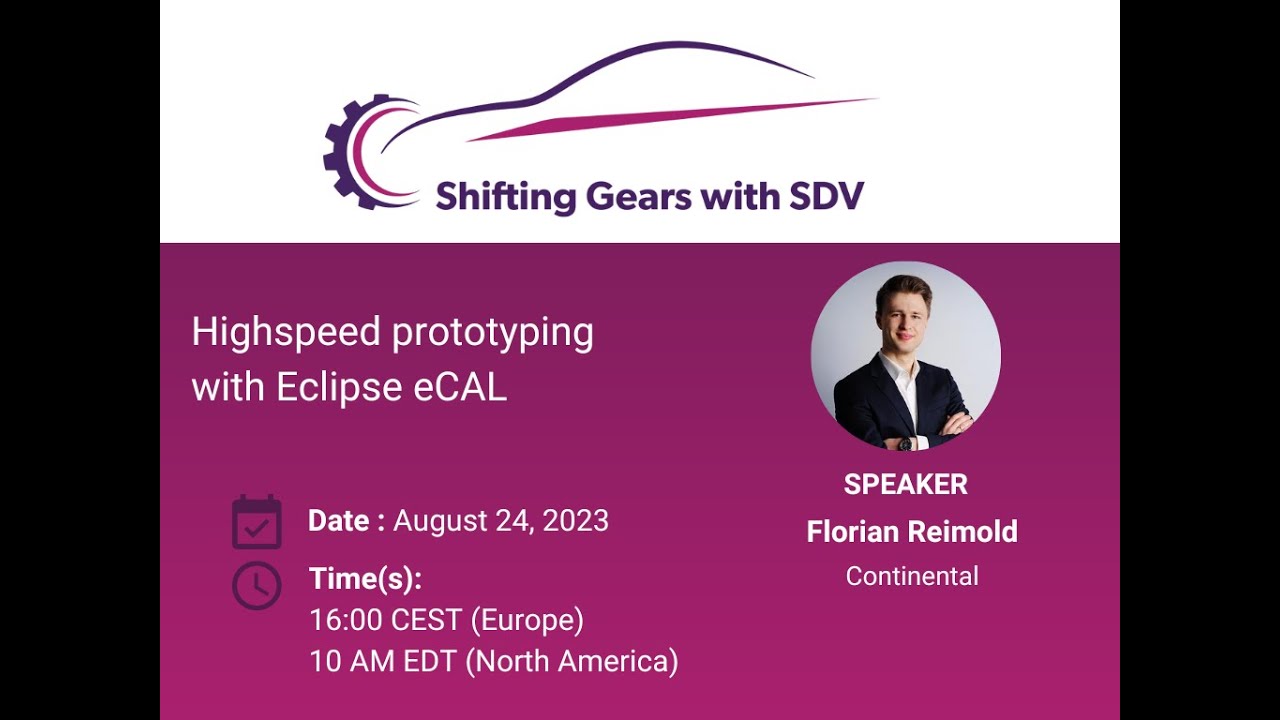 Shifting Gears with SDV
Highspeed prototyping
with Eclipse eCAL
Date : August 24, 2023
Time(s):
16:00 CEST (Europe)
10 AM EDT (North America)
SPEAKER
Florian Reimold
Continental